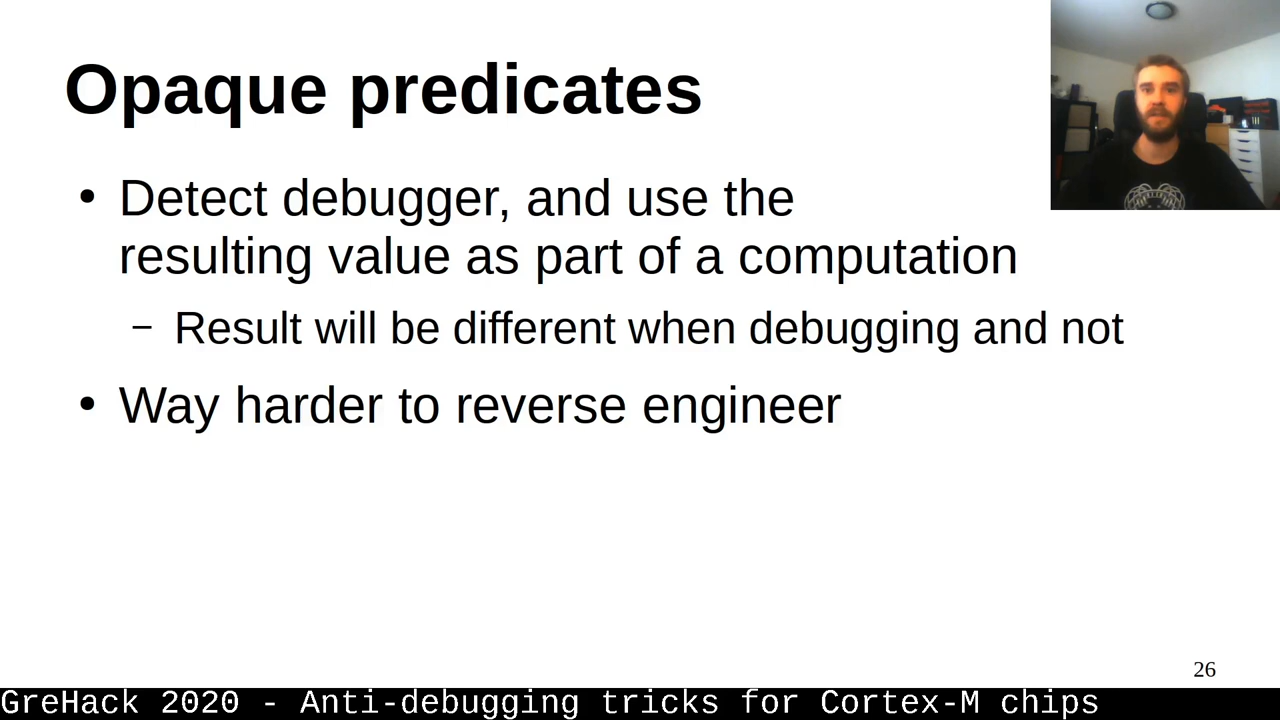 Opaque predicates
• Detect debugger, and use the
resulting value as part of a computation
– Result will be different when debugging and not
• Way harder to reverse engineer
26
GreHack 2020 - Anti-debugging tricks for Cortex-M chips